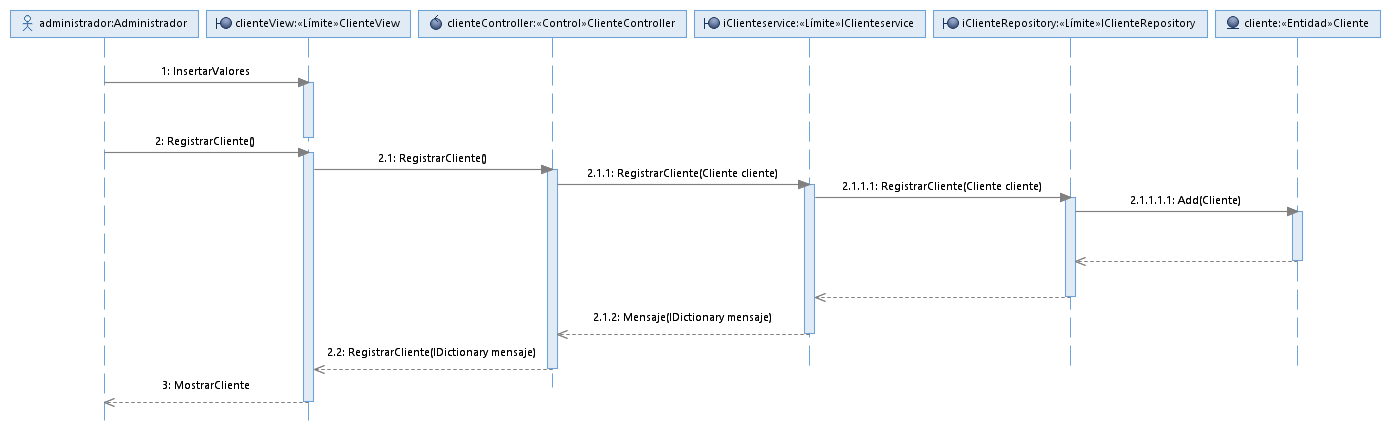 administrador:Administrador
clienteView:«Límite»ClienteView
clienteController:«Control»ClienteController
iClienteservice:«Límite»IClienteservice
iClienteRepository:«Límite»IClienteRepository
cliente:«Entidad»Cliente
1: InsertarValores
2: RegistrarCliente()
2.1: RegistrarCliente()
2.1.1: RegistrarCliente(Cliente cliente)
2.1.1.1: RegistrarCliente(Cliente cliente)
2.1.1.1.1: Add(Cliente)
2.1.2: Mensaje(IDictionary mensaje)
2.2: RegistrarCliente(IDictionary mensaje)
3: MostrarCliente